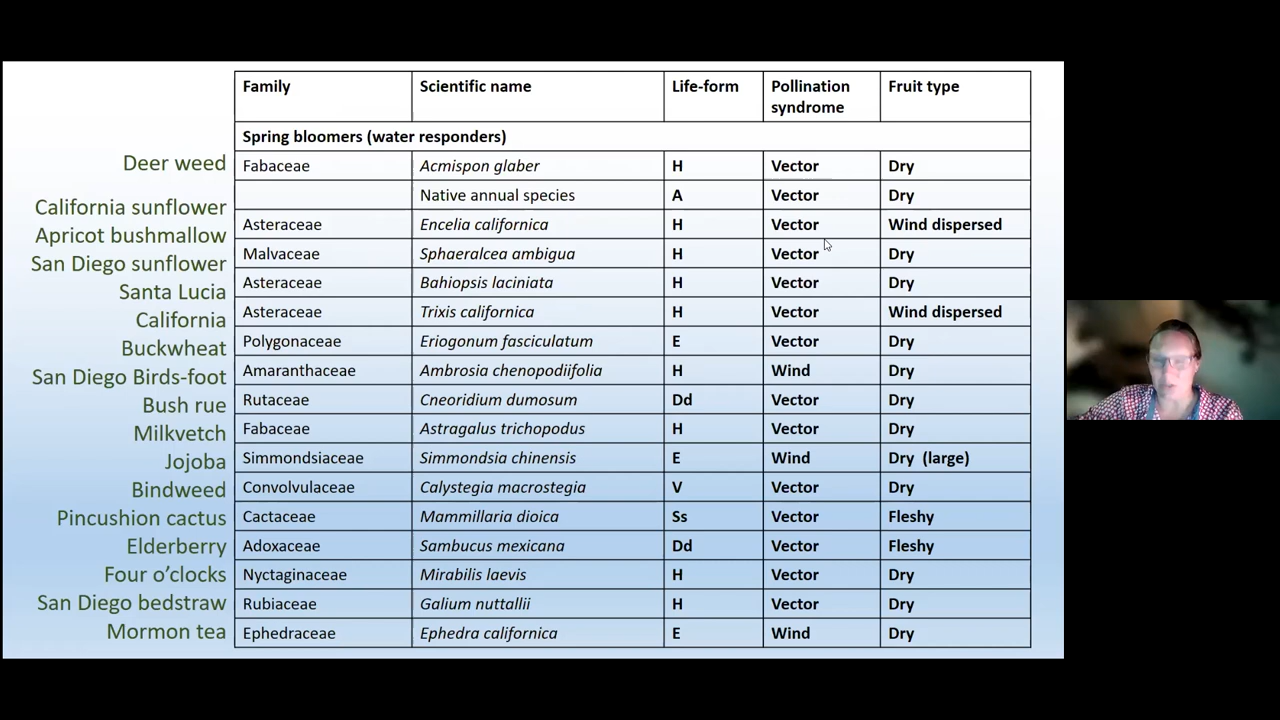 Family Scientific name Life-form Pollination syndrome Fruit type
Spring bloomers (water responders)
Deer weed Fabaceae Acmispon glaber H Vector Dry
Native annual species A Vector Dry
California sunflower Asteraceae Encelia californica H Vector Wind dispersed
Apricot bushmallow Malvaceae Sphaeralcea ambigua H Vector Dry
San Diego sunflower Asteraceae Bahiopsis laciniata H Vector Dry
Santa Lucia Asteraceae Trixis californica H Vector Wind dispersed
California Polygonaceae Eriogonum fasciculatum E Vector Dry
Buckwheat Amaranthaceae Ambrosia chenopodiifolia H Wind Dry
San Diego Birds-foot Rutaceae Cneoridium dumosum Dd Vector Dry
Bush rue Fabaceae Astragalus trichopodus H Vector Dry
Milkvetch Simmondsiaceae Simmondsia chinensis E Wind Dry (large)
Jojoba Convolvulaceae Calystegia macrostegia V Vector Dry
Bindweed Cactaceae Mammillaria dioica Ss Vector Fleshy
Pincushion cactus Adoxaceae Sambucus mexicana Dd Vector Fleshy
Elderberry Nyctaginaceae Mirabilis laevis H Vector Dry
Four o’clocks Rubiaceae Galium nuttallii H Vector Dry
San Diego bedstraw Ephedraceae Ephedra californica E Wind Dry
Mormon tea